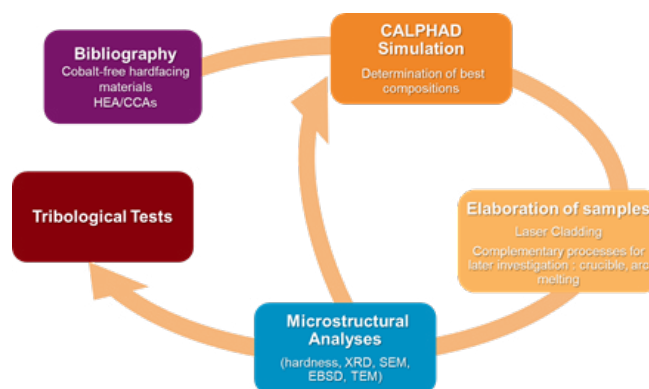 Bibliography
Cobalt-free hardfacing
materials
HEA/CCAs
CALPHAD
Simulation
Determination of best
compositions
Elaboration of samples
Laser Cladding
Complementary processes for
later investigation : crucible, arc
melting
Microstructural
Analyses
(hardness, XRD, SEM,
EBSD, TEM)
Tribological Tests